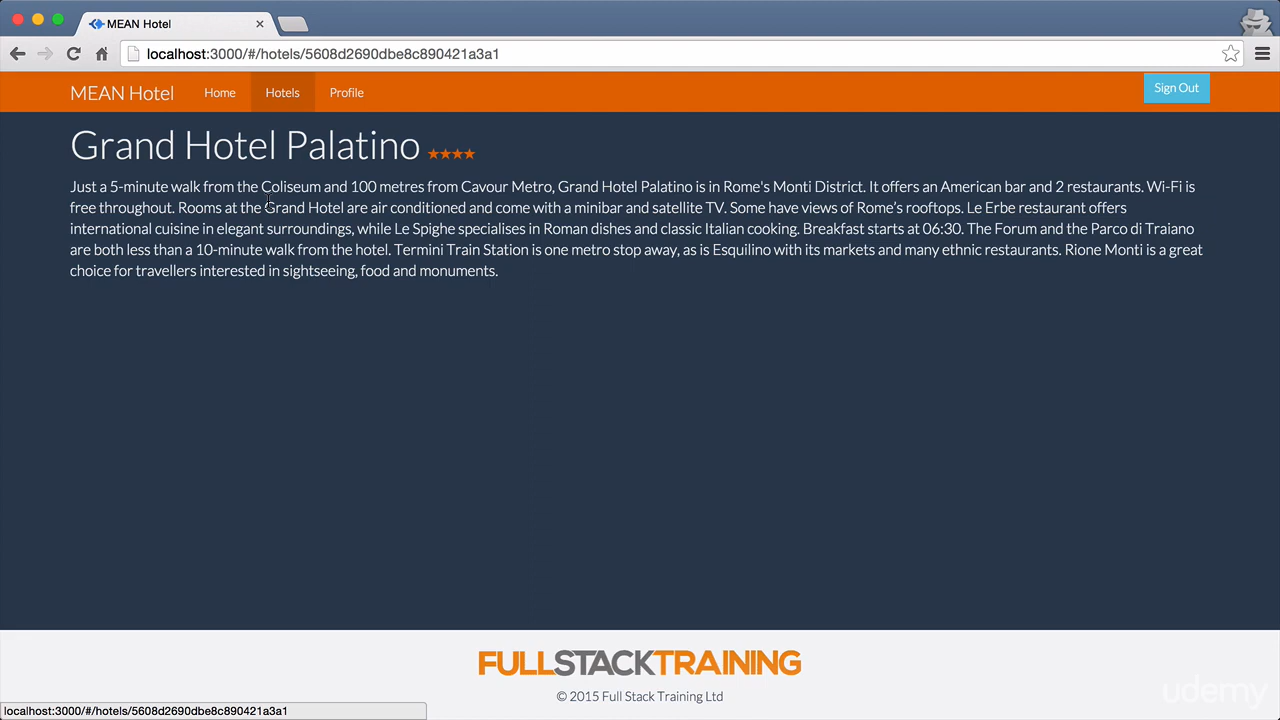 MEAN Hotel
localhost:3000/#/hotels/5608d2690dbe8c890421a3a1
MEAN Hotel Home Hotels Profile Sign Out
Grand Hotel Palatino ★★★★
Just a 5-minute walk from the Coliseum and 100 metres from Cavour Metro, Grand Hotel Palatino is in Rome's Monti District. It offers an American bar and 2 restaurants. Wi-Fi is
free throughout. Rooms at the Grand Hotel are air conditioned and come with a minibar and satellite TV. Some have views of Rome’s rooftops. Le Erbe restaurant offers
international cuisine in elegant surroundings, while Le Spighe specialises in Roman dishes and classic Italian cooking. Breakfast starts at 06:30. The Forum and the Parco di Traiano
are both less than a 10-minute walk from the hotel. Termini Train Station is one metro stop away, as is Esquilino with its markets and many ethnic restaurants. Rione Monti is a great
choice for travellers interested in sightseeing, food and monuments.
FULLSTACKTRAINING
© 2015 Full Stack Training Ltd
udemy
localhost:3000/#/hotels/5608d2690dbe8c890421a3a1